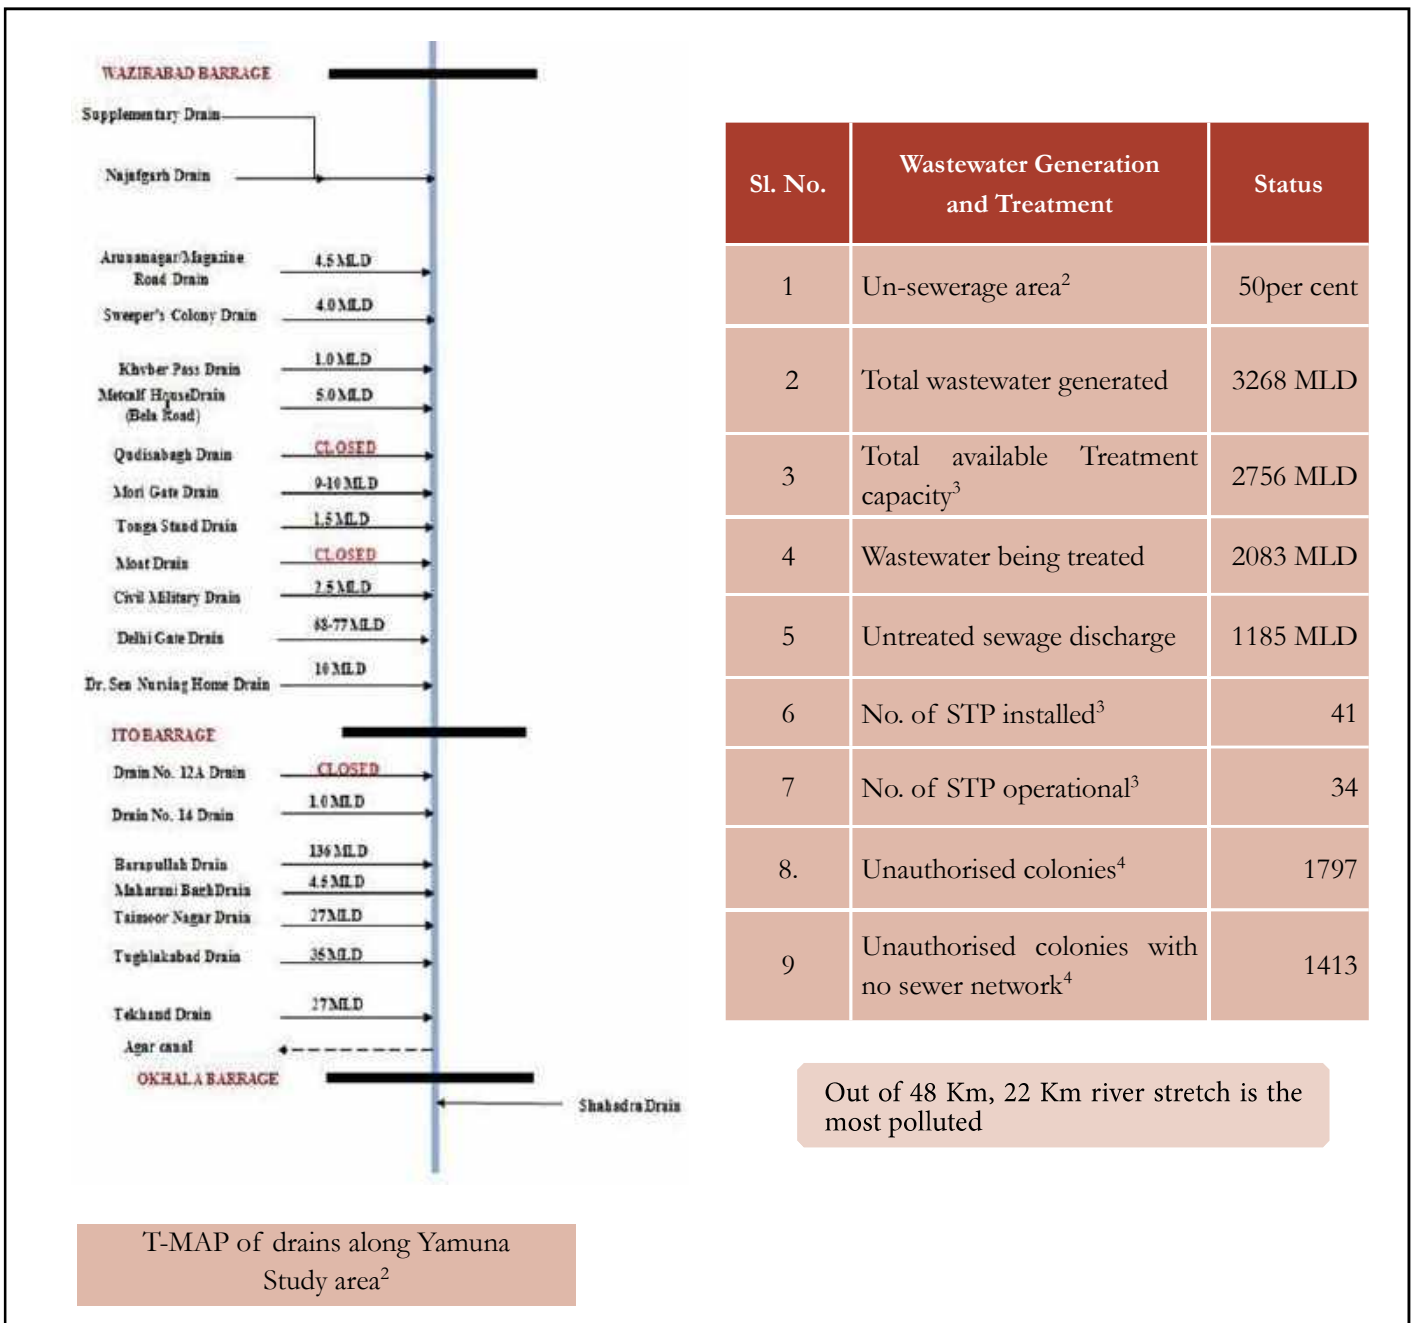 WAZIRABAD BARRAGE
Supplementary Drain
Najafgarh Drain
Arunanagar/Magazine
Road Drain
4.5 MLD
Sweeper's Colony Drain
4.0 MLD
Khyber Pass Drain
1.0 MLD
Metcalf HouseDrain
(Bela Road)
5.0 MLD
Qudisabagh Drain
CLOSED
Mori Gate Drain
9-10 MLD
Tonga Stand Drain
1.5 MLD
Moat Drain
CLOSED
Civil Military Drain
2.5 MLD
Delhi Gate Drain
68-77 MLD
Dr. Sen Nursing Home Drain
10 MLD
ITO BARRAGE
Drain No. 12A Drain
CLOSED
Drain No. 14 Drain
1.0 MLD
Barapullah Drain
136 MLD
Maharani BaghDrain
4.5 MLD
Taimoor Nagar Drain
27 MLD
Tughlakabad Drain
MLD
Tekhand Drain
27 MLD
Agar canal
OKHALA BARRAGE
Shahadra Drain
T-MAP of drains along Yamuna
Study area2
Sl. No.
Wastewater Generation
and Treatment
Status
1 Un-sewerage area2 50per cent
2 Total wastewater generated 3268 MLD
3 Total available Treatment
capacity3 2756 MLD
4 Wastewater being treated 2083 MLD
5 Untreated sewage discharge 1185 MLD
6 No. of STP installed3 41
7 No. of STP operational3 34
8. Unauthorised colonies4 1797
9 Unauthorised colonies with
no sewer network4 1413
Out of 48 Km, 22 Km river stretch is the
most polluted